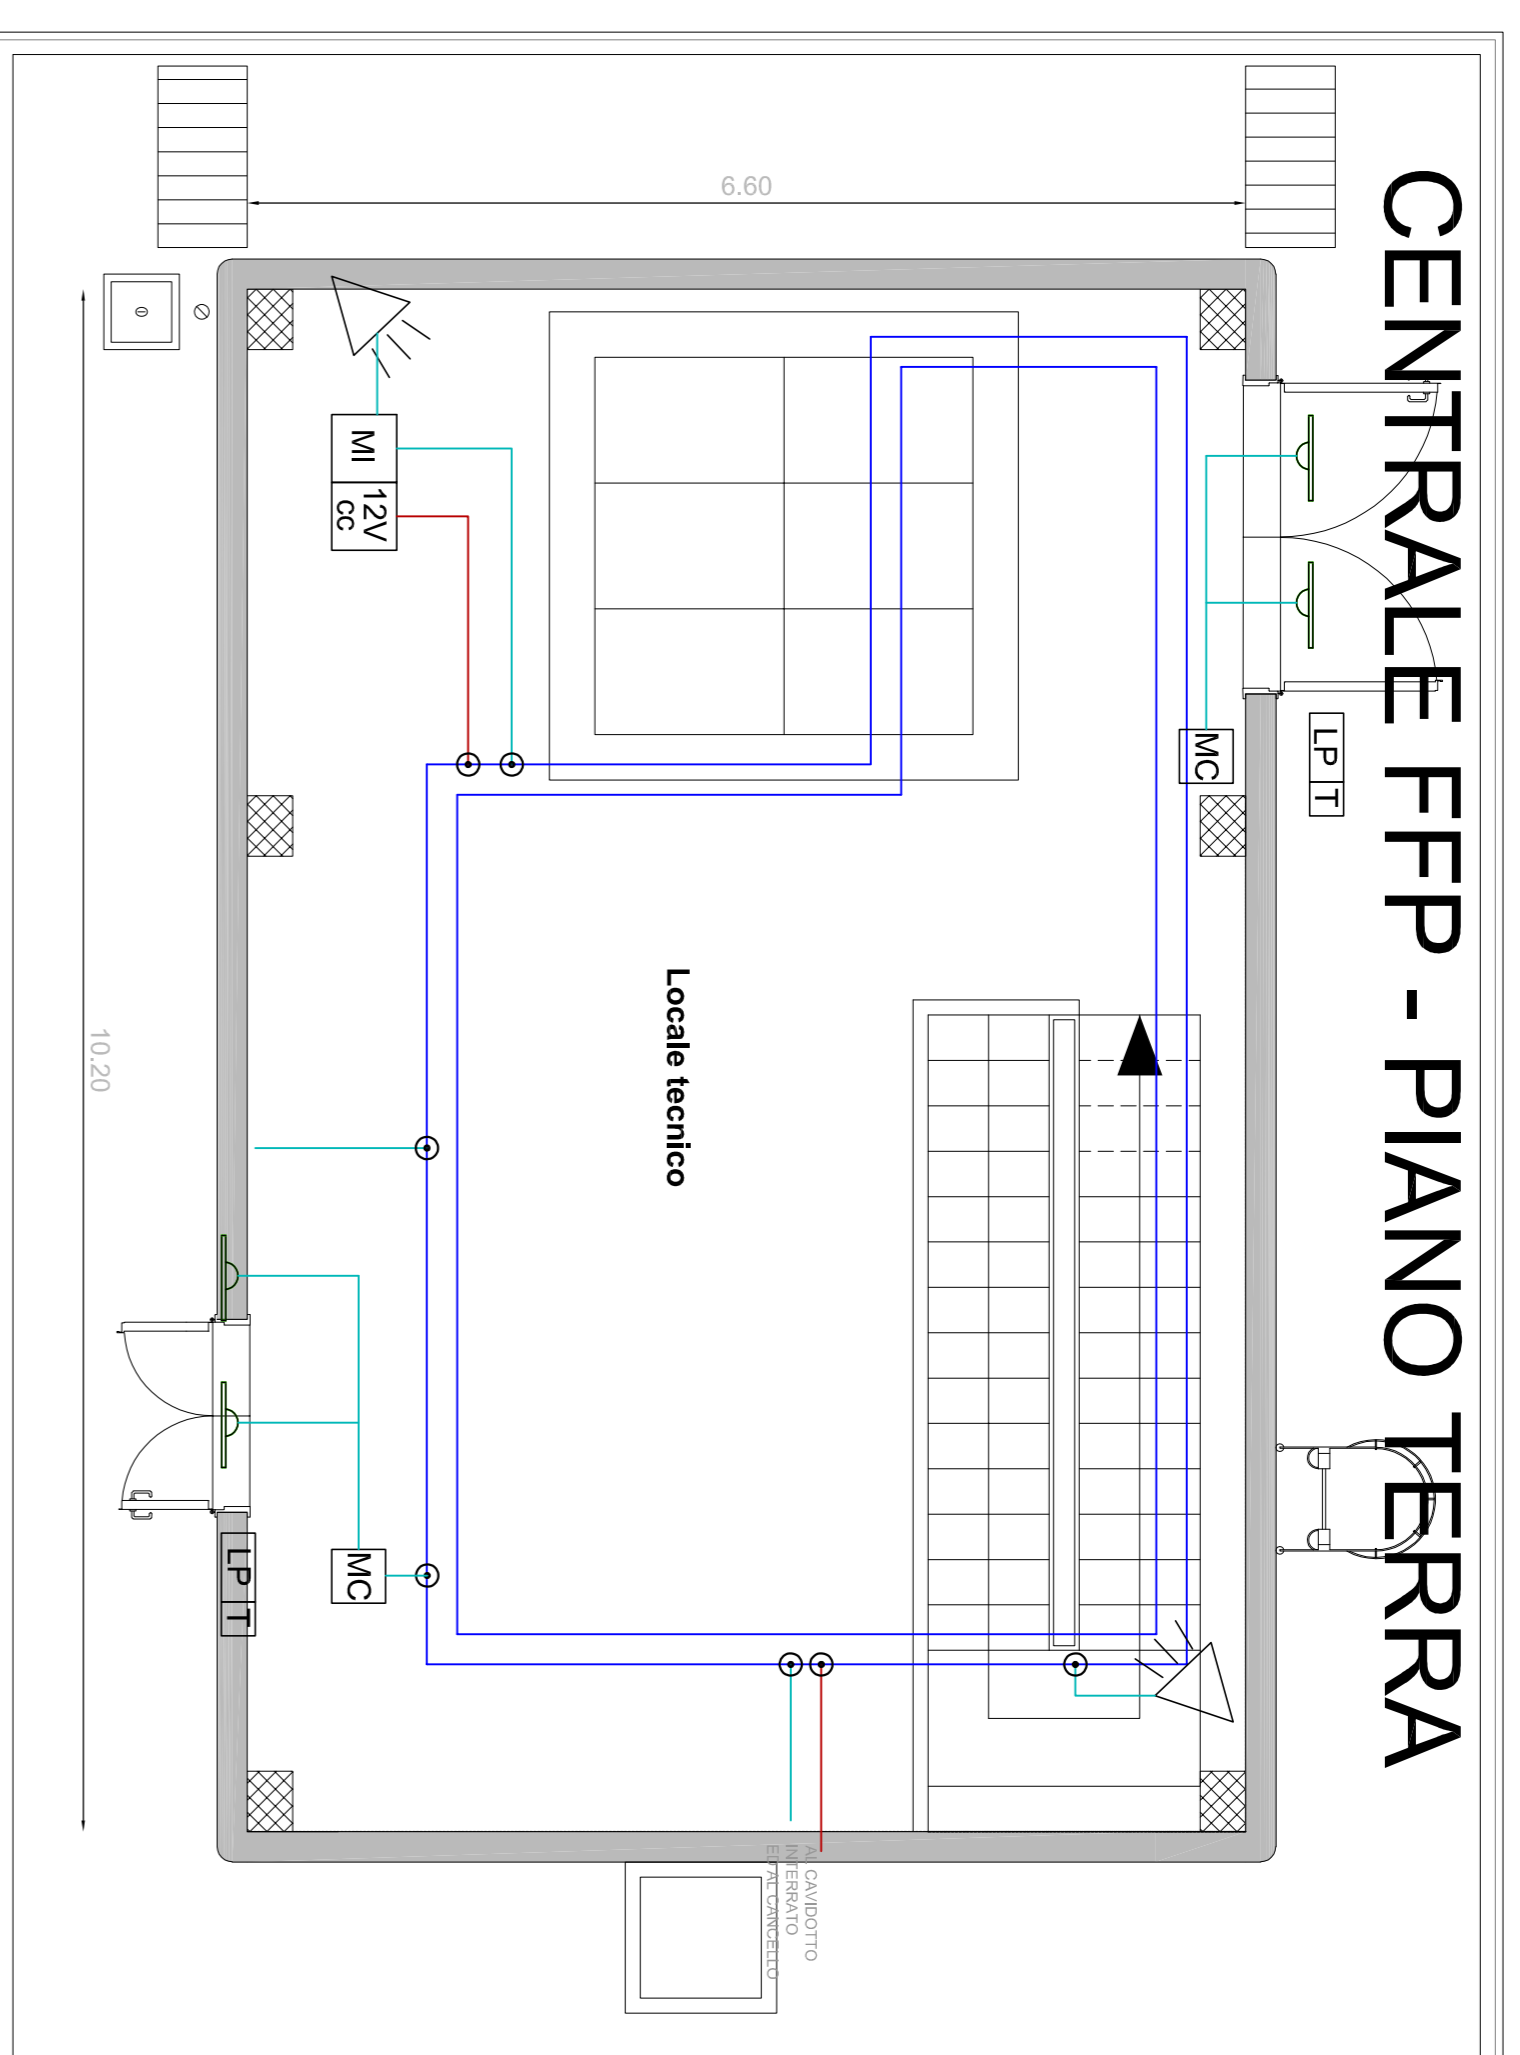 CENTRALE FFP - PIANO TERRA
6.60
LP T
MC
MI
12V
cc
Locale tecnico
10.20
MC
LP T
AL CAVIDOTTO
INTERRATO
ED AL CANCELLO